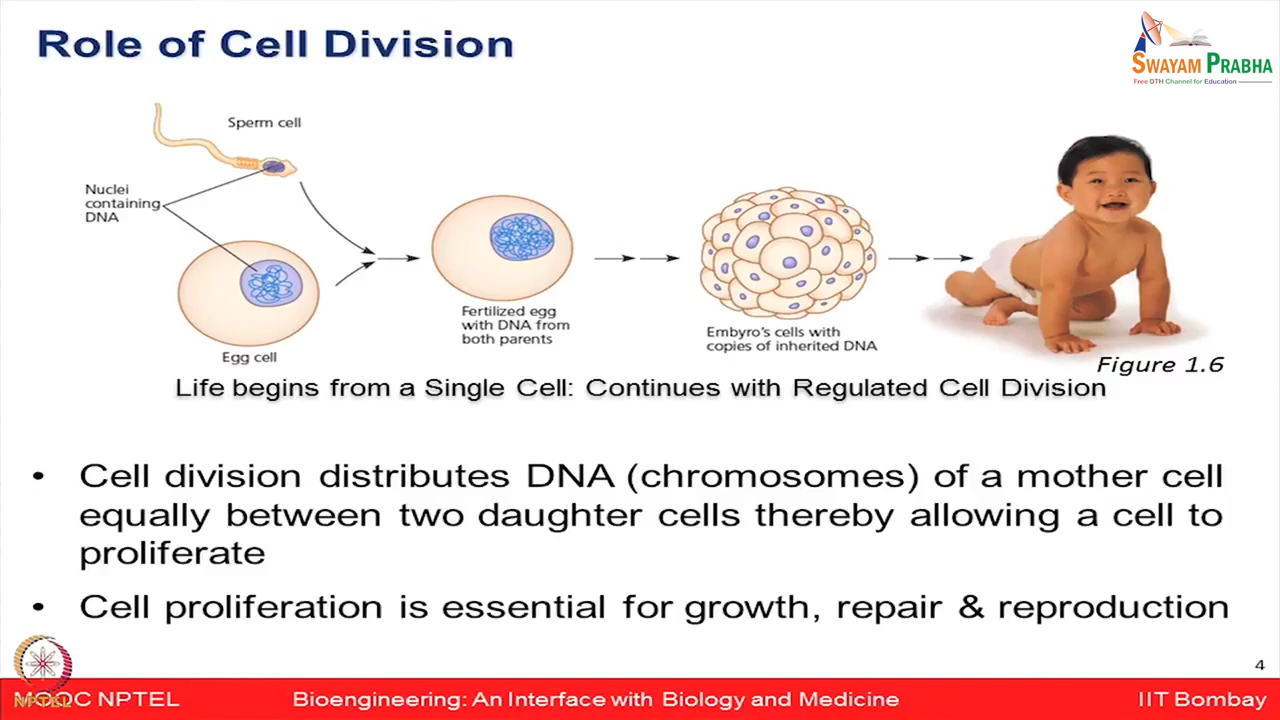 Role of Cell Division
SWAYAM PRABHA
Free DTH Channel for Education
Sperm cell
Nuclei
containing
DNA
Egg cell
Fertilized egg
with DNA from
both parents
Embyro's cells with
copies of inherited DNA
Figure 1.6
Life begins from a Single Cell: Continues with Regulated Cell Division
• Cell division distributes DNA (chromosomes) of a mother cell
equally between two daughter cells thereby allowing a cell to
proliferate
• Cell proliferation is essential for growth, repair & reproduction
4
MOOC NPTEL
NPTEL
Bioengineering: An Interface with Biology and Medicine
IIT Bombay